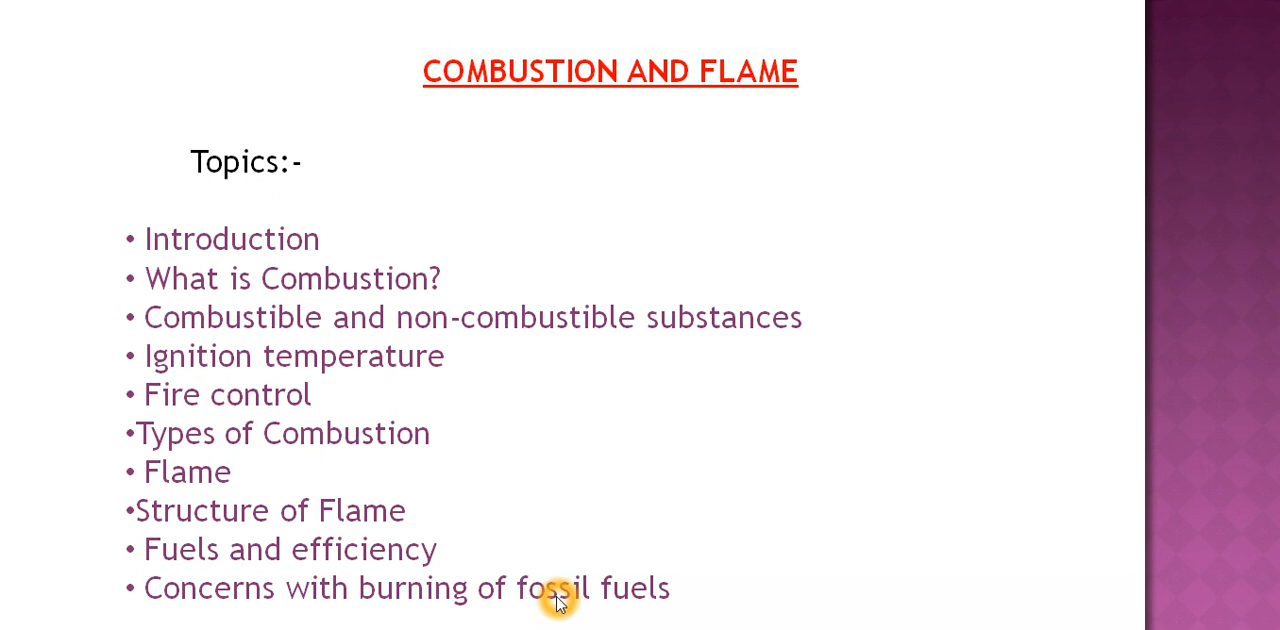 COMBUSTION AND FLAME
Topics:-
• Introduction
• What is Combustion?
• Combustible and non-combustible substances
• Ignition temperature
• Fire control
•Types of Combustion
• Flame
•Structure of Flame
• Fuels and efficiency
• Concerns with burning of fossil fuels